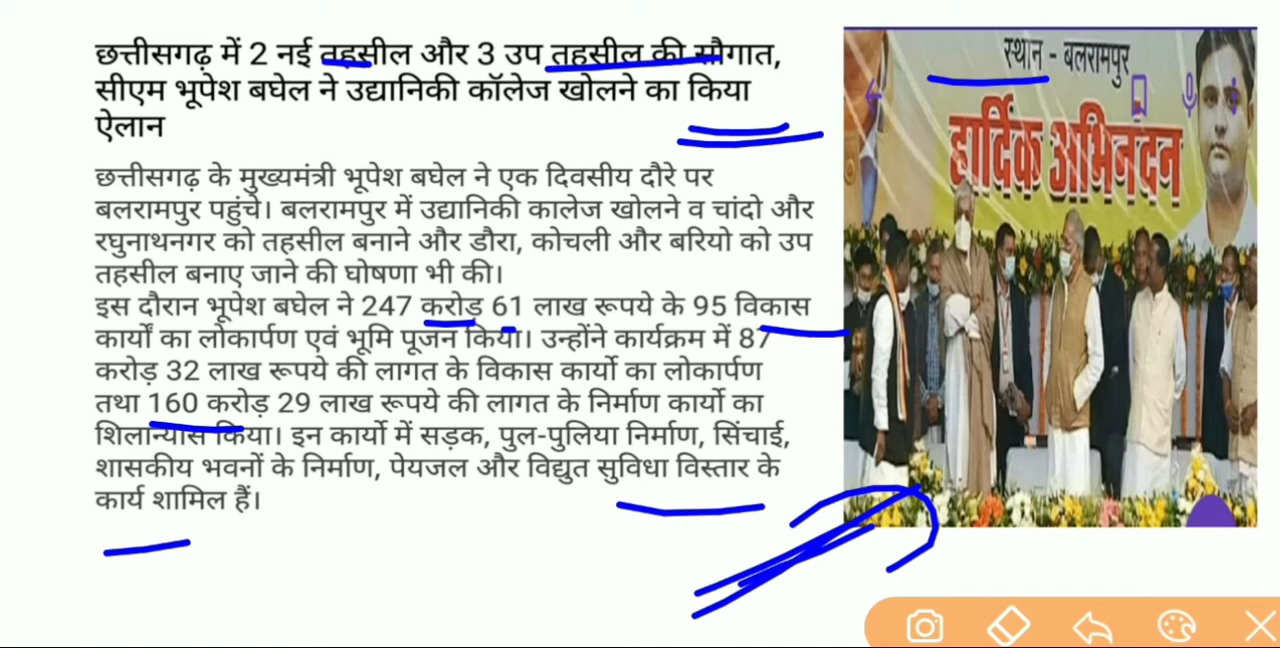 छत्तीसगढ़ में 2 नई तहसील और 3 उप तहसील की सौगात,
सीएम भूपेश बघेल ने उद्यानिकी कॉलेज खोलने का किया
ऐलान
छत्तीसगढ़ के मुख्यमंत्री भूपेश बघेल ने एक दिवसीय दौरे पर
बलरामपुर पहुंचे। बलरामपुर में उद्यानिकी कालेज खोलने व चांदो और
रघुनाथनगर को तहसील बनाने और डौरा, कोचली और बरियो को उप
तहसील बनाए जाने की घोषणा भी की।
इस दौरान भूपेश बघेल ने 247 करोड़ 61 लाख रूपये के 95 विकास
कार्यों का लोकार्पण एवं भूमि पूजन किया। उन्होंने कार्यक्रम में 87
करोड़ 32 लाख रूपये की लागत के विकास कार्यो का लोकार्पण
तथा 160 करोड़ 29 लाख रूपये की लागत के निर्माण कार्यो का
शिलान्यास किया। इन कार्यो में सड़क, पुल-पुलिया निर्माण, सिंचाई,
शासकीय भवनों के निर्माण, पेयजल और विद्युत सुविधा विस्तार के
कार्य शामिल हैं।
स्थान - बलरामपुर
हार्दिक अभिनदन